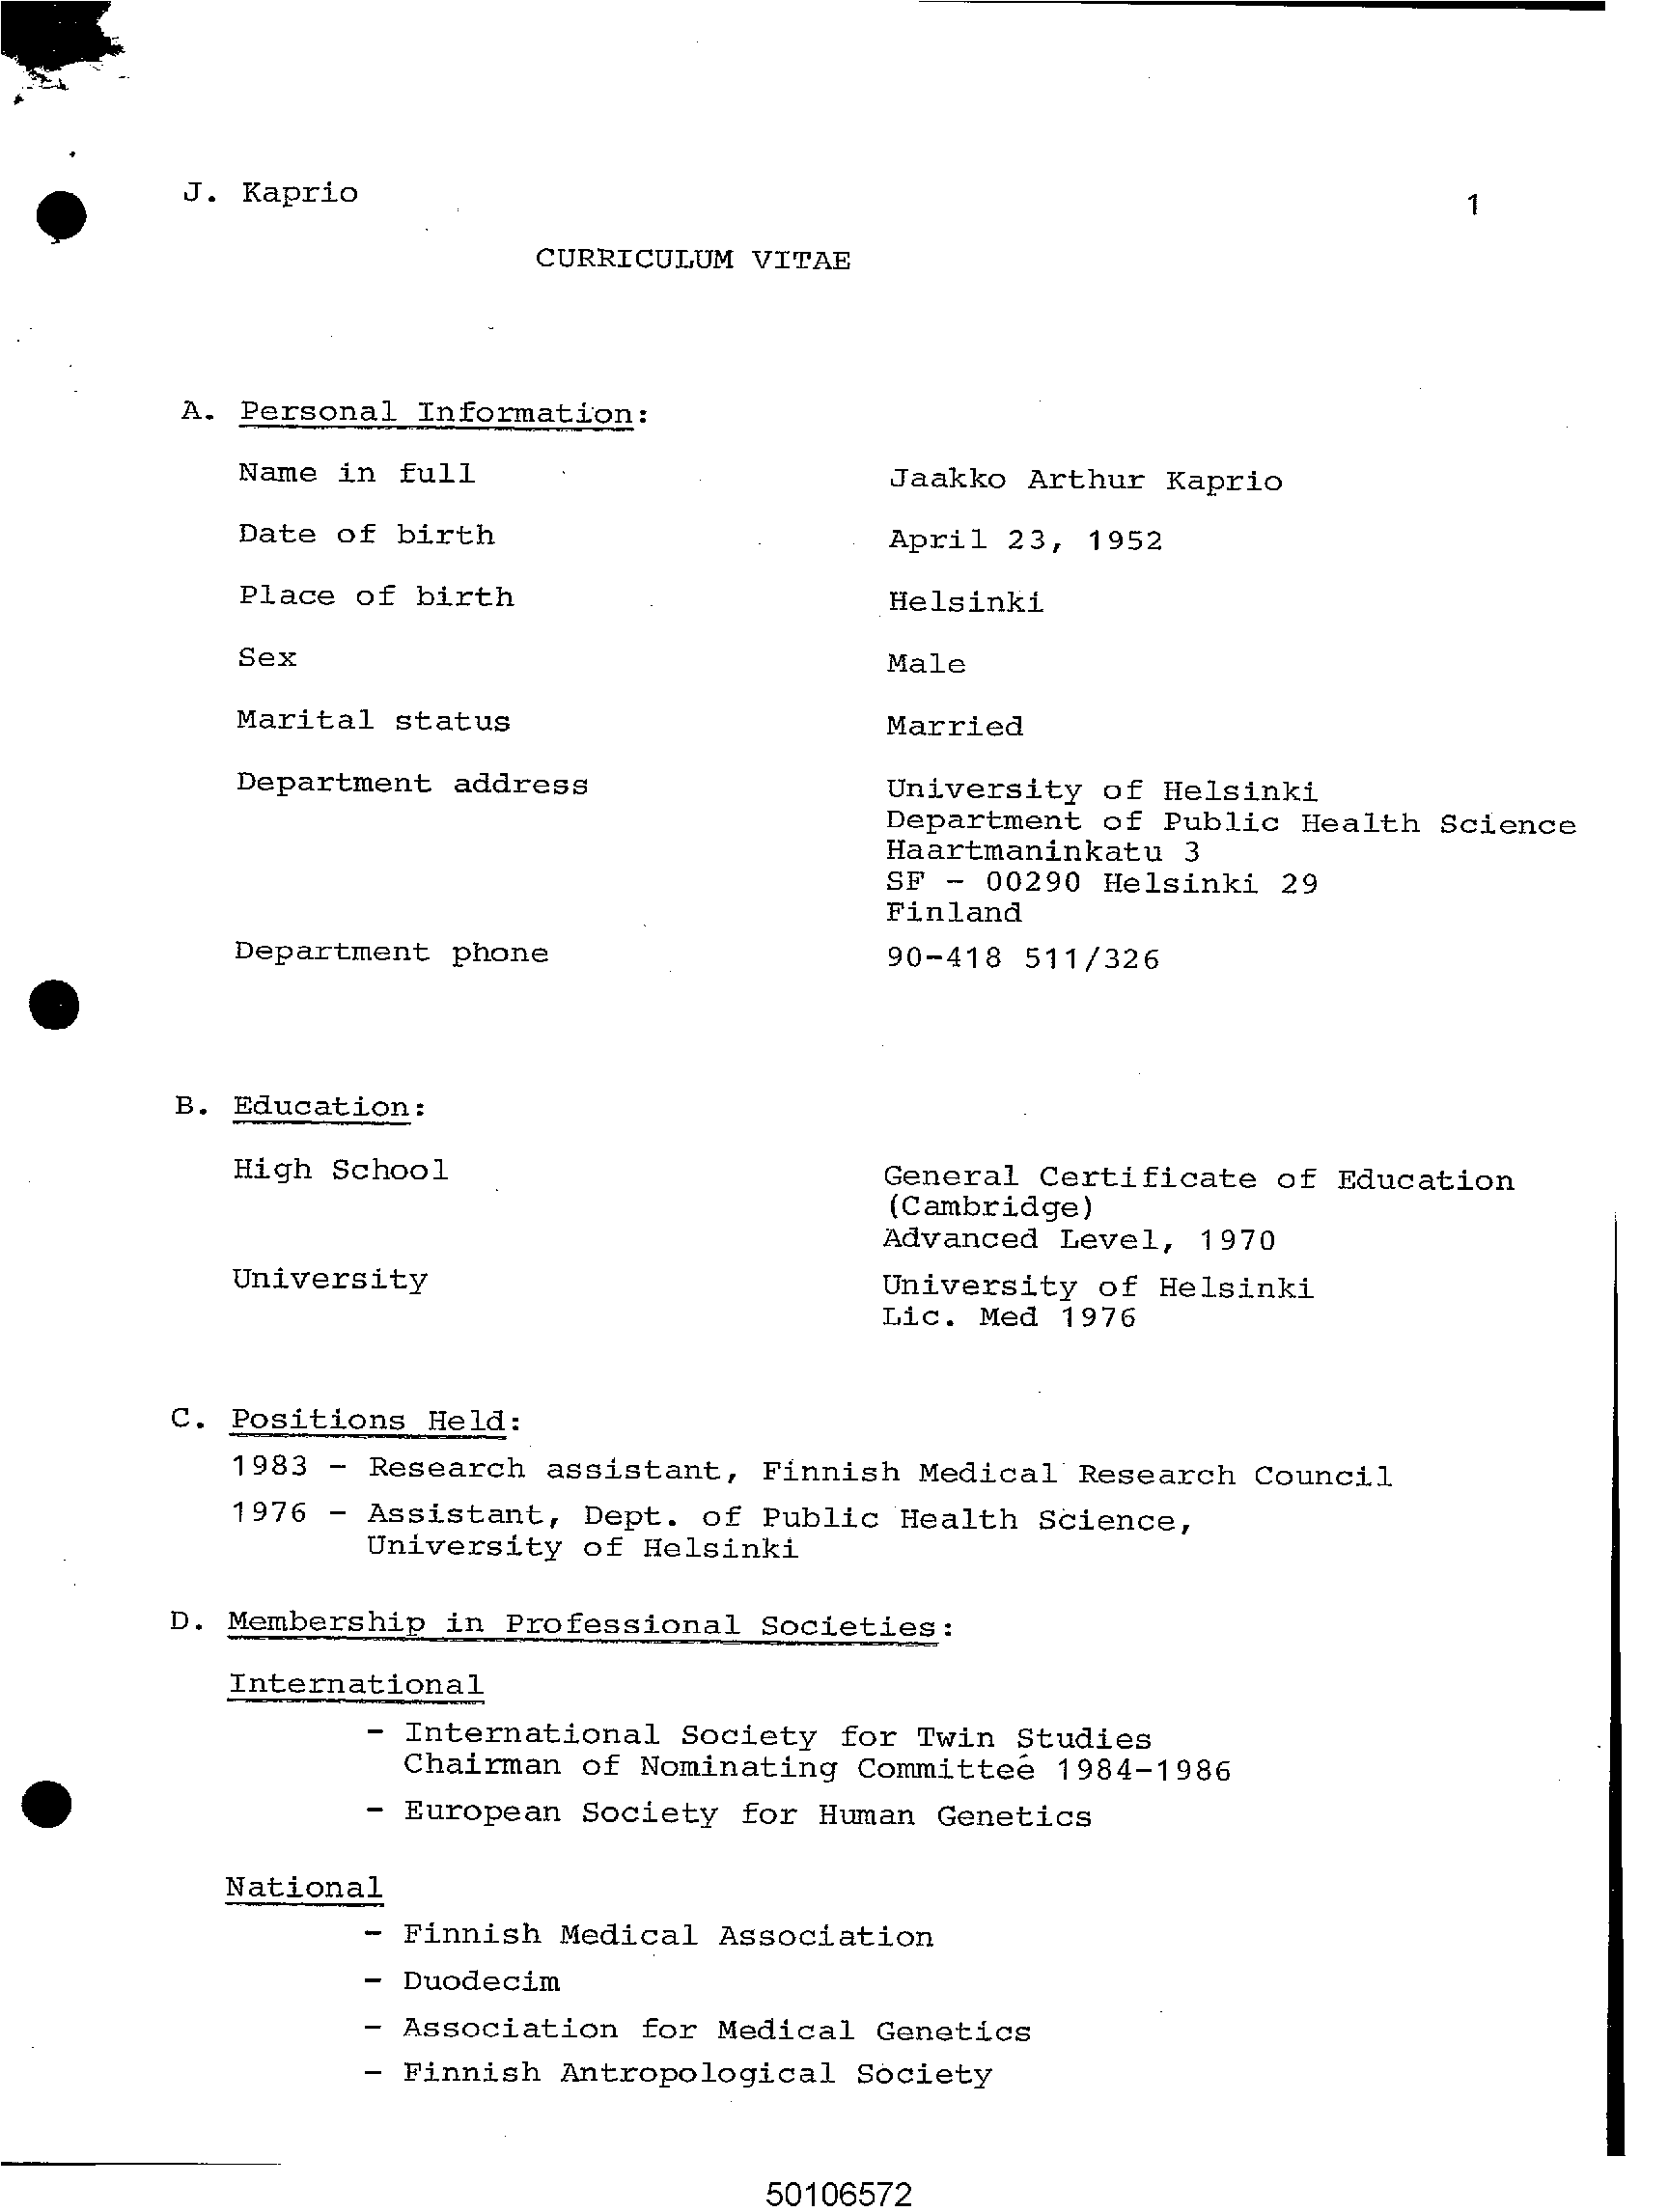 J. Kaprio
1
CURRICULUM VITAE
A. Personal Information:
Name in full Jaakko Arthur Kaprio
Date of birth April 23, 1952
Place of birth Helsinki
Sex Male
Marital status Married
Department address University of Helsinki
Department of Public Health Science
Haartmaninkatu 3
SF - 00290 Helsinki 29
Finland
Department phone 90-418 511/326
B. Education:
High School General Certificate of Education
(Cambridge)
Advanced Level, 1970
University University of Helsinki
Lic. Med 1976
C. Positions Held:
1983 - Research assistant, Finnish Medical Research Council
1976 - Assistant, Dept. of Public Health Science,
University of Helsinki
D. Membership in Professional Societies:
International
- International Society for Twin Studies
Chairman of Nominating Committee 1984-1986
- European Society for Human Genetics
National
- Finnish Medical Association
- Duodecim
- Association for Medical Genetics
- Finnish Antropological Society
50106572